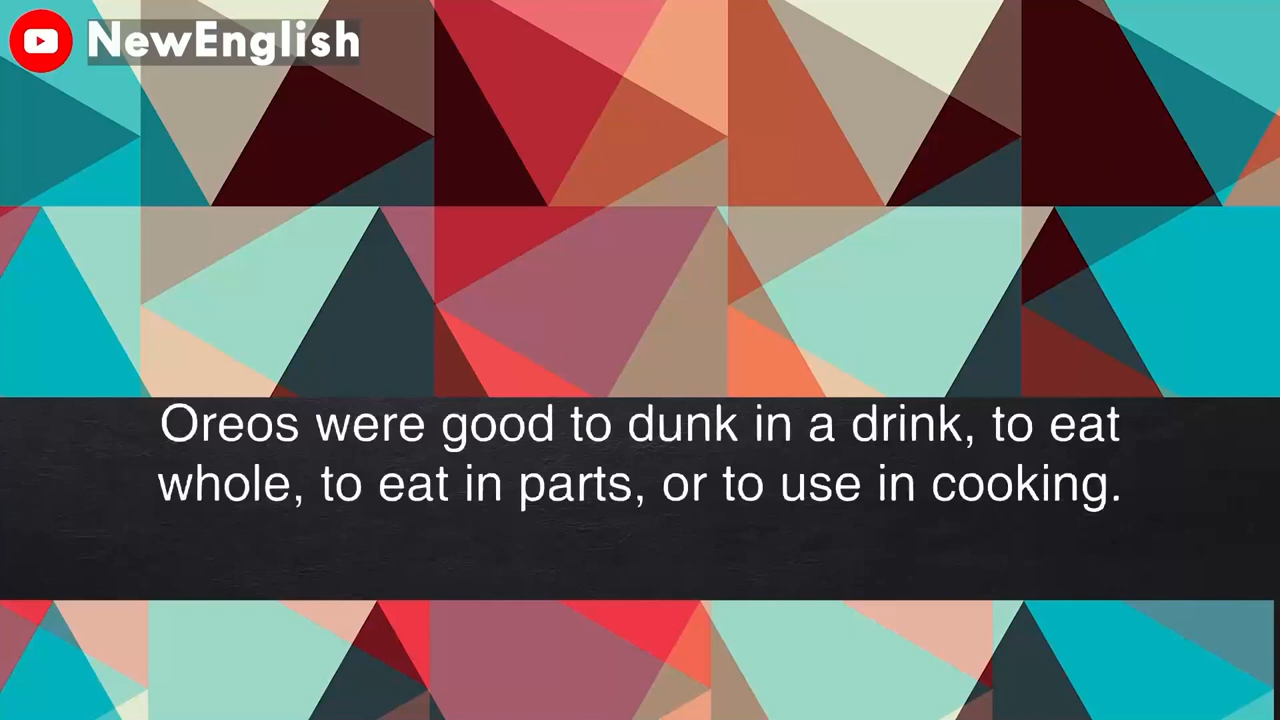 NewEnglish
Oreos were good to dunk in a drink, to eat
whole, to eat in parts, or to use in cooking.